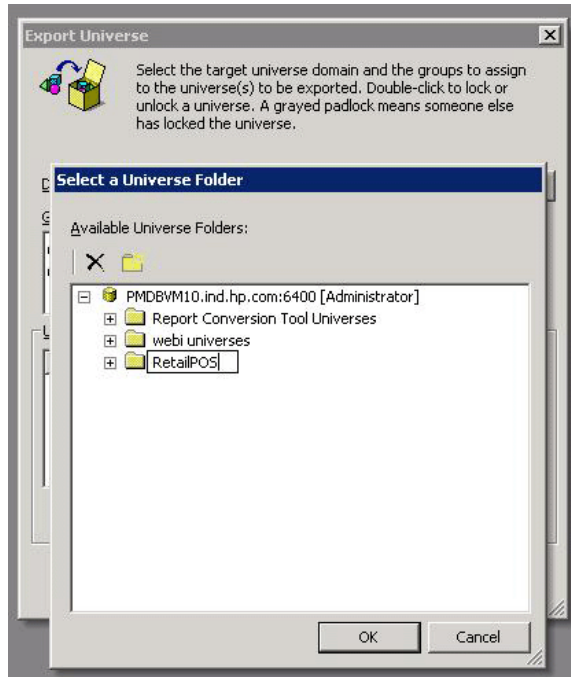 Export Universe
Select the target universe domain and the groups to assign
to the universe(s) to be exported. Double-click to lock or
unlock a universe. A grayed padlock means someone else
has locked the universe.
Select a Universe Folder
Available Universe Folders:
PMDBVM10.ind.hp.com:6400 [Administrator]
Report Conversion Tool Universes
webi universes
RetailPOS
OK
Cancel